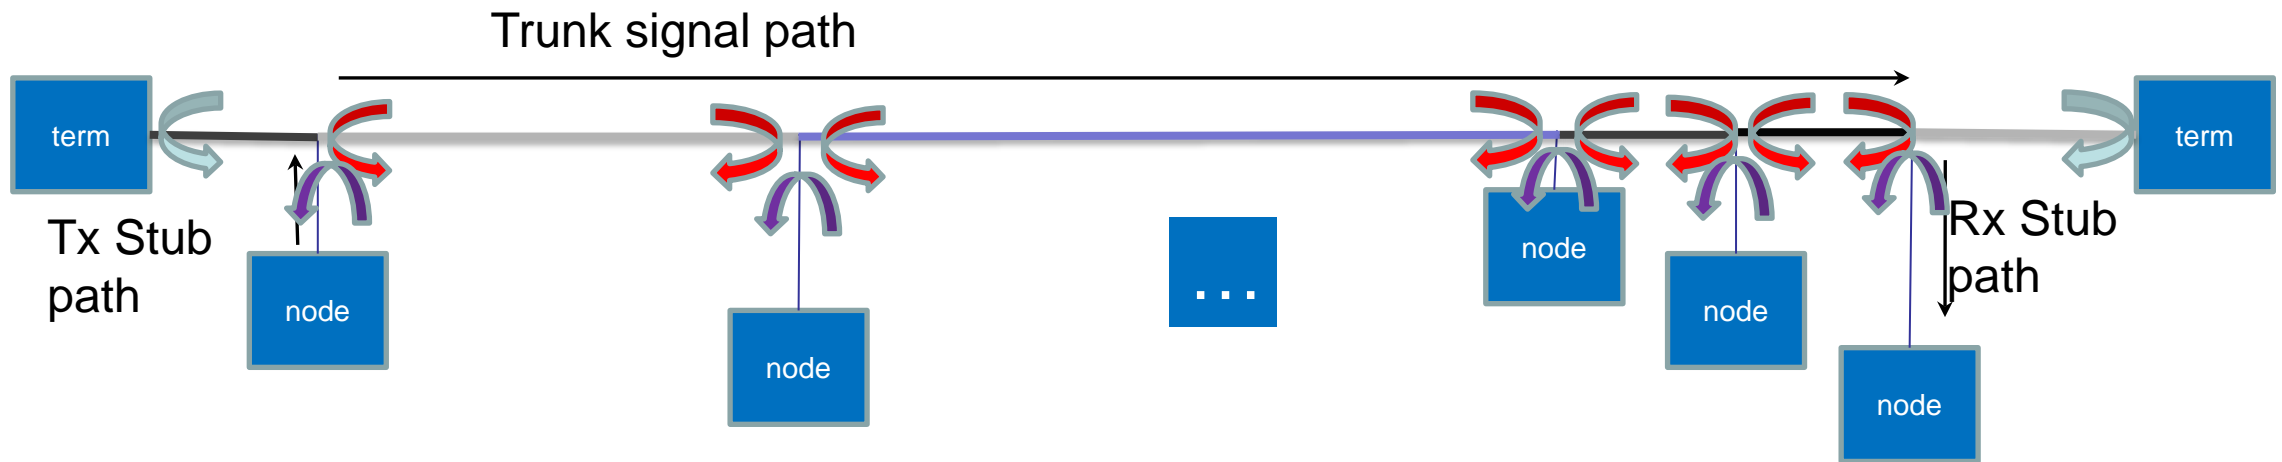 Trunk signal path
term
term
Tx Stub
path
node
node
...
node
node
node
Rx Stub
path